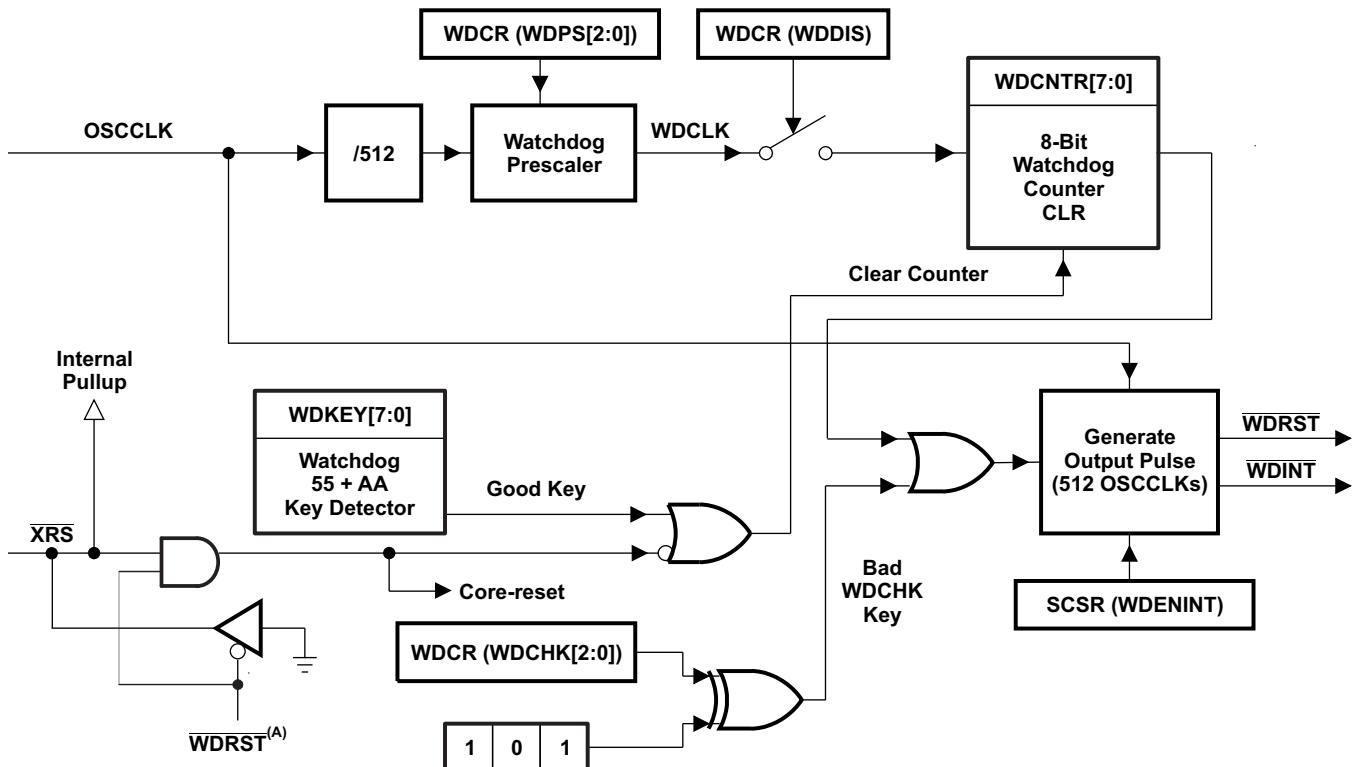 WDCR (WDPS[2:0])
WDCR (WDDIS)
WDCNTR[7:0]
OSCCLK
/512
Watchdog
Prescaler
WDCLK
8-Bit
Watchdog
Counter
CLR
Clear Counter
Internal
Pullup
WDKEY[7:0]
Watchdog
55 + AA
Key Detector
Good Key
Generate
Output Pulse
(512 OSCCLKs)
WDRST
WDINT
XRS
Core-reset
Bad
WDCHK
Key
SCSR (WDENINT)
WDCR (WDCHK[2:0])
WDRST(A)
1 0 1